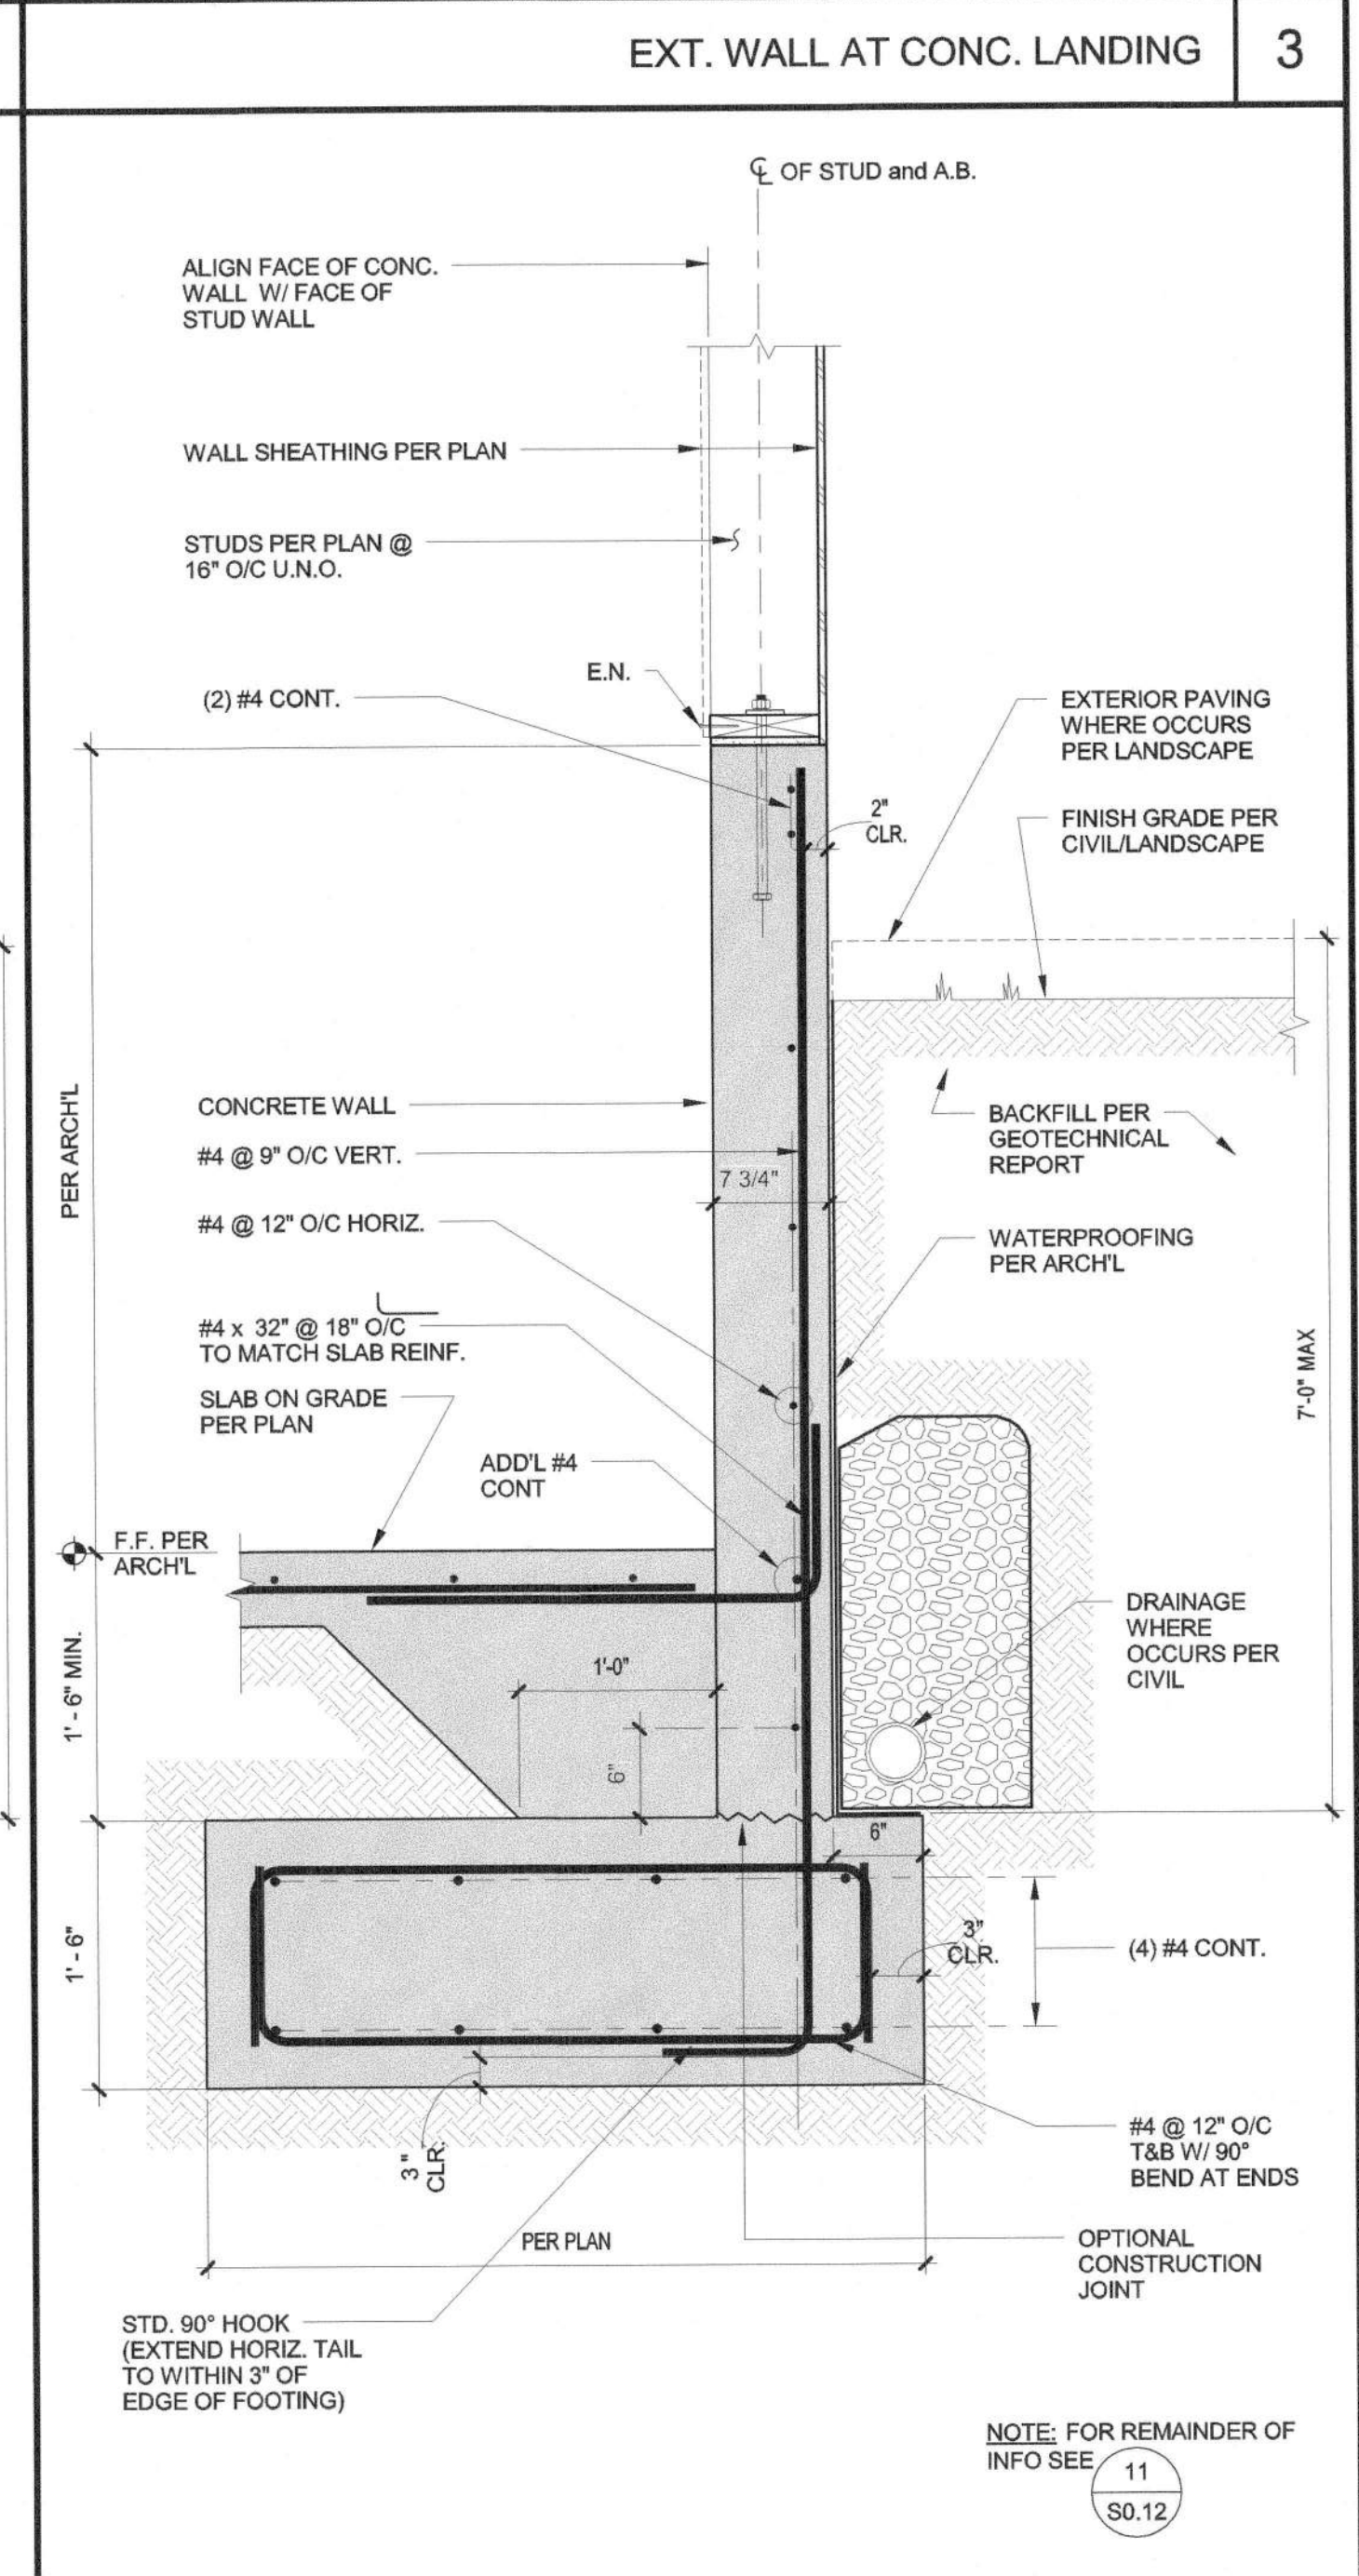 EXT. WALL AT CONC. LANDING
3
℄ OF STUD and A.B.
ALIGN FACE OF CONC.
WALL W/ FACE OF
STUD WALL
WALL SHEATHING PER PLAN
STUDS PER PLAN @
16" O/C U.N.O.
E.N.
(2) #4 CONT.
EXTERIOR PAVING
WHERE OCCURS
PER LANDSCAPE
2"
CLR.
FINISH GRADE PER
CIVIL/LANDSCAPE
PER ARCH'L
CONCRETE WALL
#4 @ 9" O/C VERT.
7 3/4"
BACKFILL PER
GEOTECHNICAL
REPORT
#4 @ 12" O/C HORIZ.
WATERPROOFING
PER ARCH'L
#4 x 32" @ 18" O/C
TO MATCH SLAB REINF.
7'-0" MAX
SLAB ON GRADE
PER PLAN
ADD'L #4
CONT
F.F. PER
ARCH'L
DRAINAGE
WHERE
OCCURS PER
CIVIL
1' - 6" MIN.
1'-0"
6"
6"
1' - 6"
3"
CLR.
(4) #4 CONT.
3"
CLR.
#4 @ 12" O/C
T&B W/ 90°
BEND AT ENDS
PER PLAN
OPTIONAL
CONSTRUCTION
JOINT
STD. 90° HOOK
(EXTEND HORIZ. TAIL
TO WITHIN 3" OF
EDGE OF FOOTING)
NOTE: FOR REMAINDER OF
INFO SEE
11
S0.12